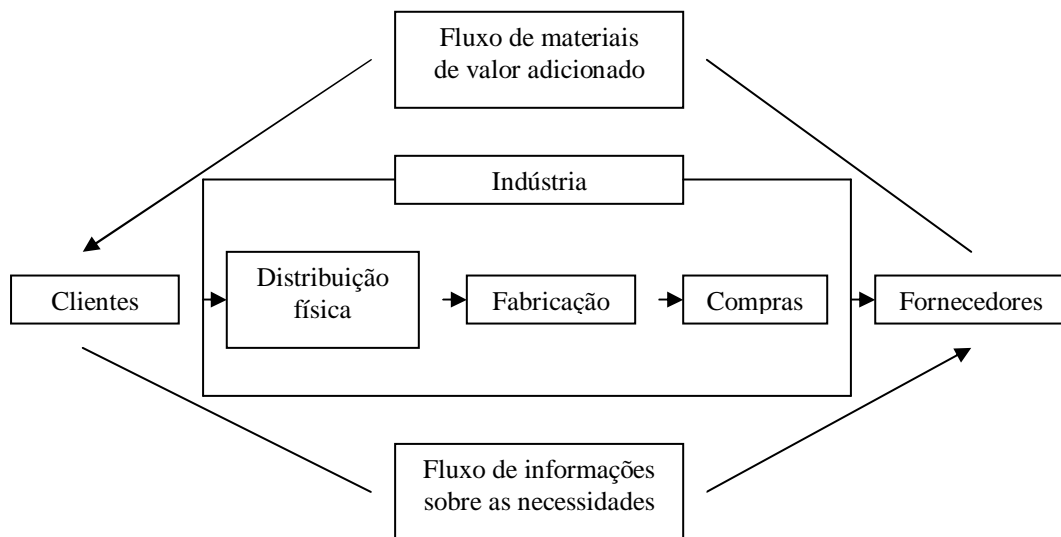 Fluxo de materiais
de valor adicionado
Indústria
Clientes
Distribuição
física
Fabricação
Compras
Fornecedores
Fluxo de informações
sobre as necessidades